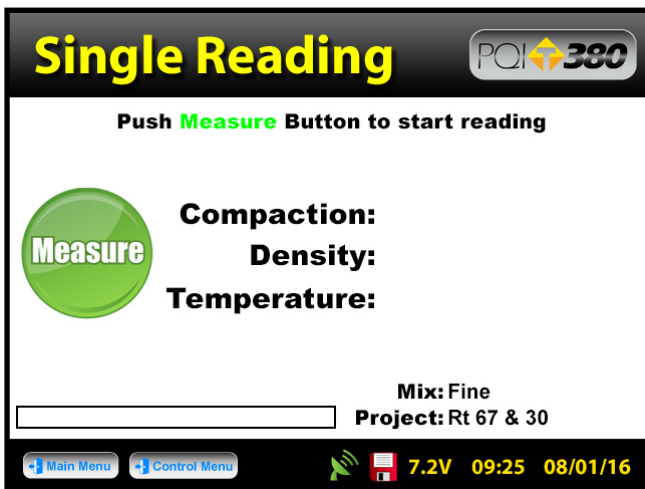 Single Reading
PQI 380
Push Measure Button to start reading
Measure
Compaction:
Density:
Temperature:
Mix: Fine
Project: Rt 67 & 30
Main Menu
Control Menu
7.2V 09:25 08/01/16